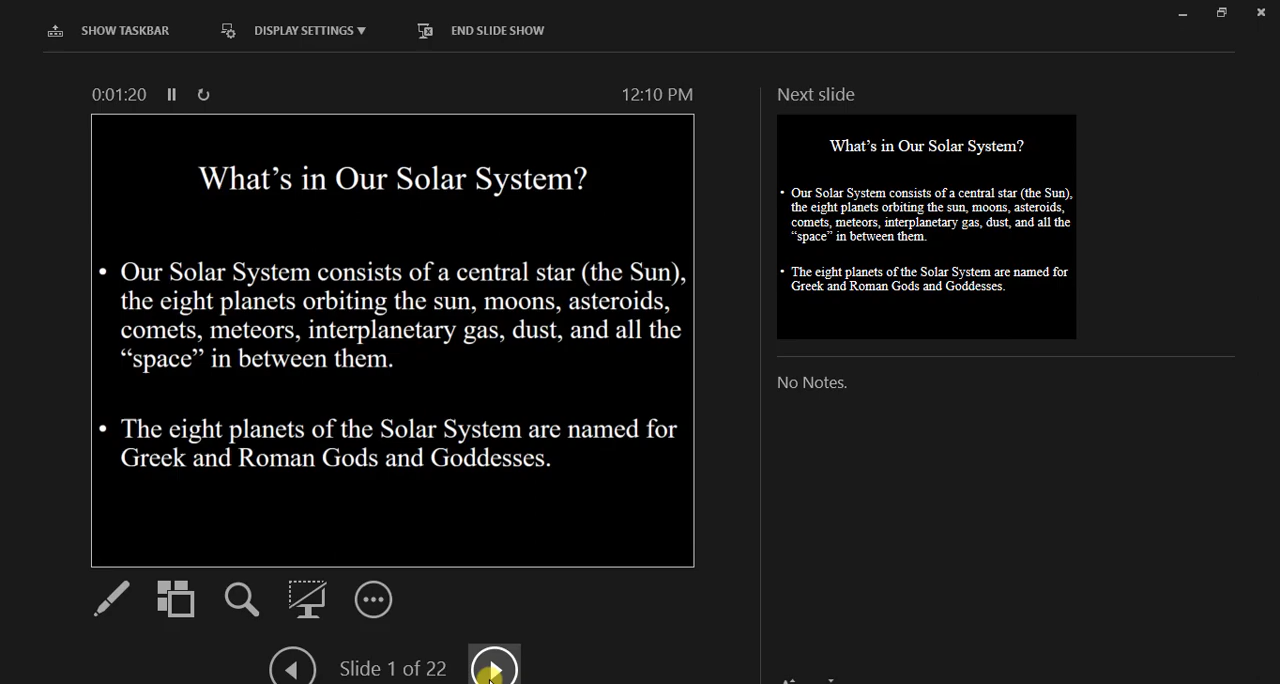 SHOW TASKBAR
DISPLAY SETTINGS ▼
END SLIDE SHOW
0:01:20
12:10 PM
What’s in Our Solar System?
• Our Solar System consists of a central star (the Sun),
the eight planets orbiting the sun, moons, asteroids,
comets, meteors, interplanetary gas, dust, and all the
“space” in between them.
• The eight planets of the Solar System are named for
Greek and Roman Gods and Goddesses.
Slide 1 of 22
Next slide
What’s in Our Solar System?
• Our Solar System consists of a central star (the Sun),
the eight planets orbiting the sun, moons, asteroids,
comets, meteors, interplanetary gas, dust, and all the
“space” in between them.
• The eight planets of the Solar System are named for
Greek and Roman Gods and Goddesses.
No Notes.